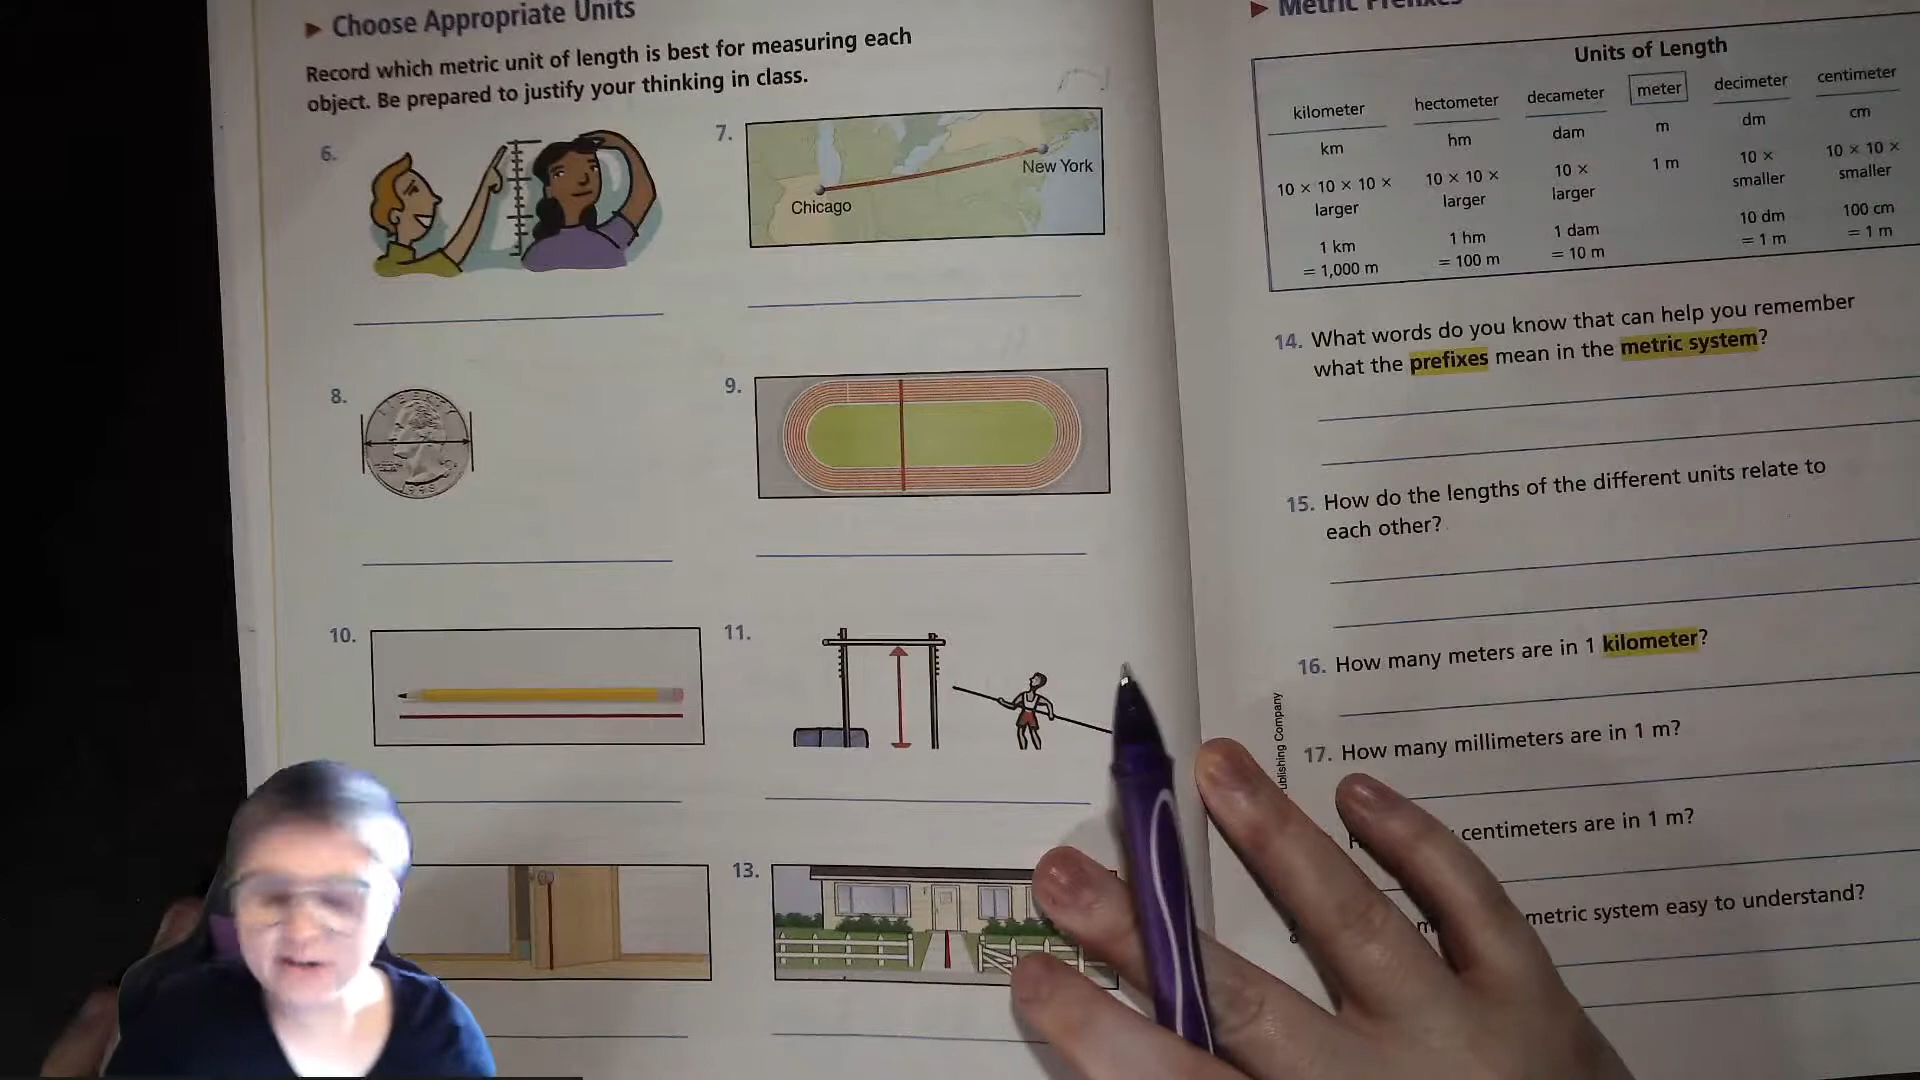 ► Choose Appropriate Units
Record which metric unit of length is best for measuring each
object. Be prepared to justify your thinking in class.
6.
7.
New York
Chicago
8.
LIBERTY
1998
9.
10.
11.
13.
► Metric Prefixes
Units of Length
kilometer hectometer decameter meter decimeter centimeter
km hm dam m dm cm
10 × 10 × 10 × larger 10 × 10 × larger 10 × larger 1 m 10 × smaller 10 × 10 × smaller
1 km = 1,000 m 1 hm = 100 m 1 dam = 10 m 10 dm = 1 m 100 cm = 1 m
14. What words do you know that can help you remember
what the prefixes mean in the metric system?
15. How do the lengths of the different units relate to
each other?
16. How many meters are in 1 kilometer?
17. How many millimeters are in 1 m?
centimeters are in 1 m?
metric system easy to understand?
ublishing Company